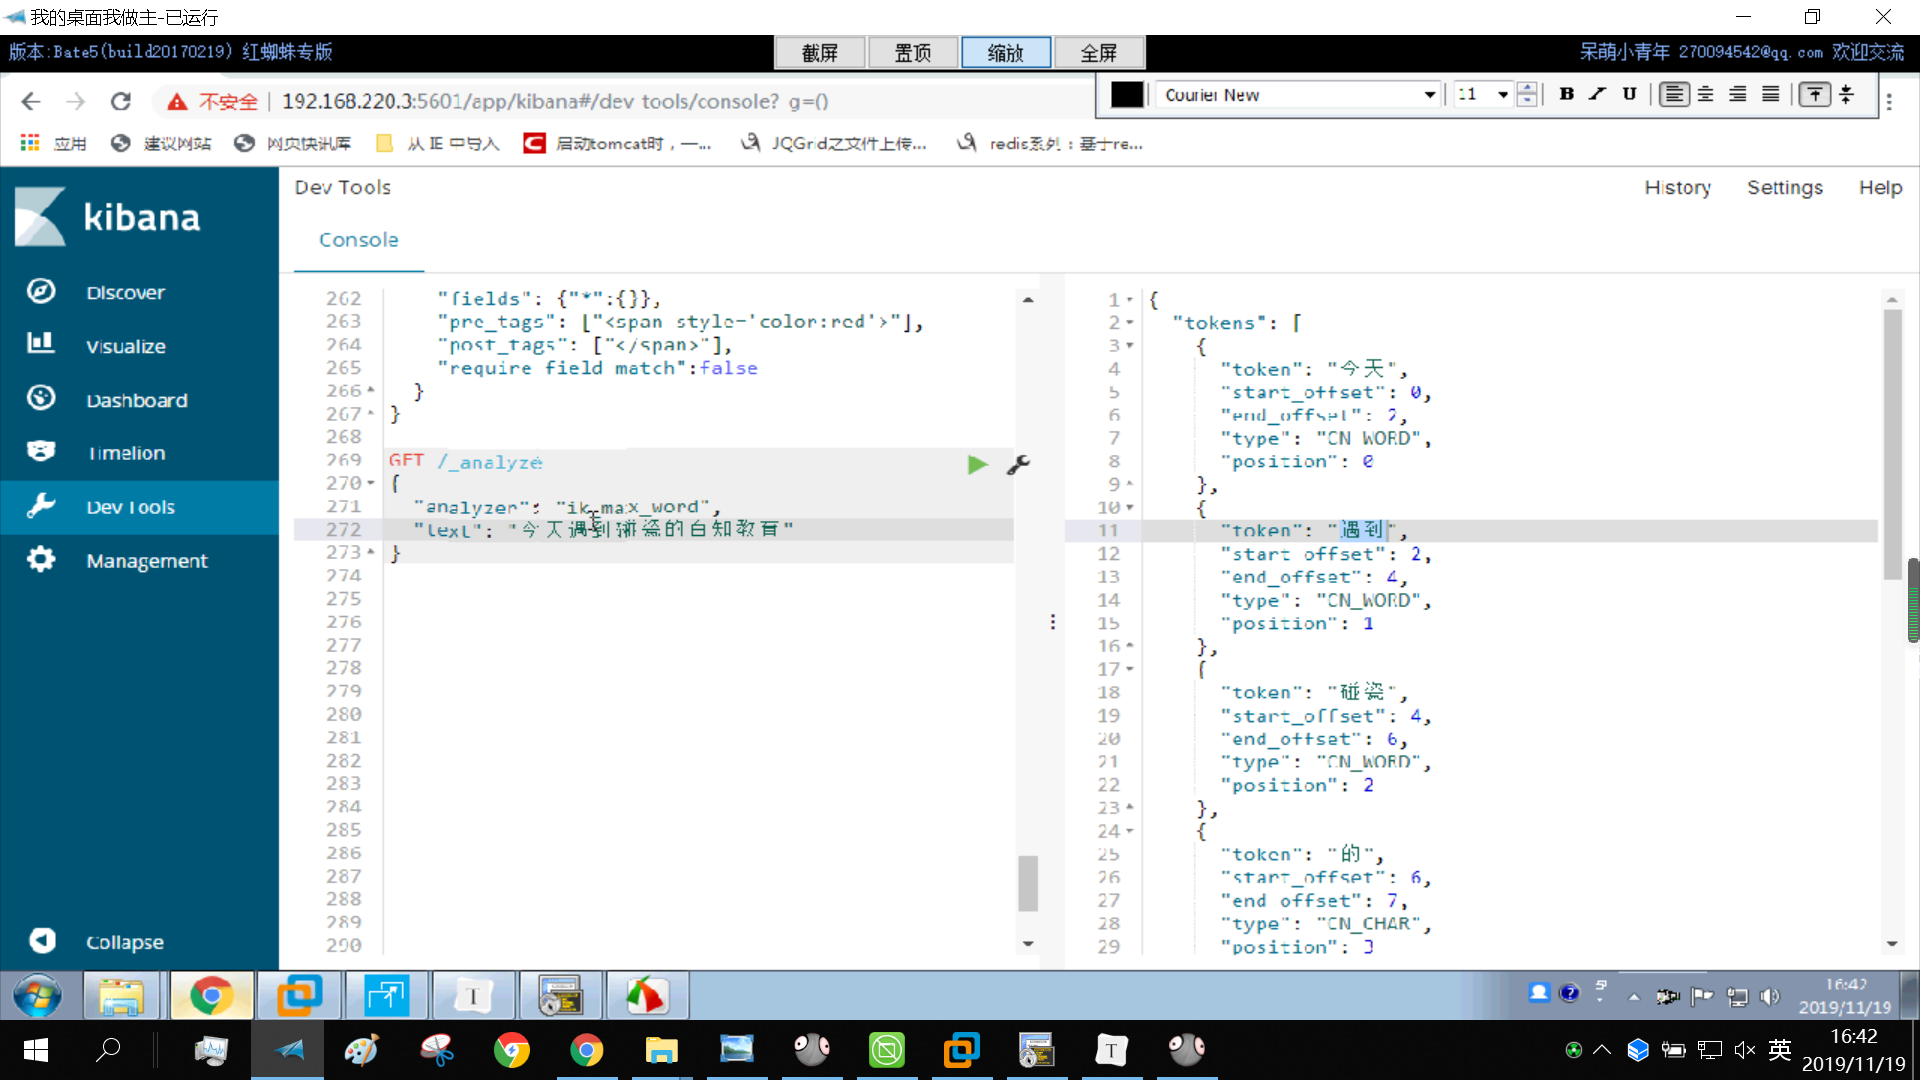 我的桌面我做主-已运行
版本:Bate5(build20170219) 红蜘蛛专版
截屏 置顶 缩放 全屏
呆萌小青年 270094542@qq.com 欢迎交流
不安全 | 192.168.220.3:5601/app/kibana#/dev_tools/console?_g=()
Courier New 11 B I U
应用 建议网站 网页快讯库 从 IE 中导入 启动tomcat时，一... JQGrid之文件上传... redis系列：基于re...
kibana
Discover
Visualize
Dashboard
Timelion
Dev Tools
Management
Collapse
Dev Tools
History Settings Help
Console
262 "fields": {"*":{}},
263 "pre_tags": ["<span style='color:red'>"],
264 "post_tags": ["</span>"],
265 "require_field_match":false
266 }
267 }
268
269 GET /_analyze
270 {
271 "analyzer": "ik_max_word",
272 "text": "今天遇到碰瓷的白知教育"
273 }
274
275
276
277
278
279
280
281
282
283
284
285
286
287
288
289
290
1 {
2 "tokens": [
3 {
4 "token": "今天",
5 "start_offset": 0,
6 "end_offset": 2,
7 "type": "CN_WORD",
8 "position": 0
9 },
10 {
11 "token": "遇到",
12 "start_offset": 2,
13 "end_offset": 4,
14 "type": "CN_WORD",
15 "position": 1
16 },
17 {
18 "token": "碰瓷",
19 "start_offset": 4,
20 "end_offset": 6,
21 "type": "CN_WORD",
22 "position": 2
23 },
24 {
25 "token": "的",
26 "start_offset": 6,
27 "end_offset": 7,
28 "type": "CN_CHAR",
29 "position": 3
16:42
2019/11/19
英
16:42
2019/11/19